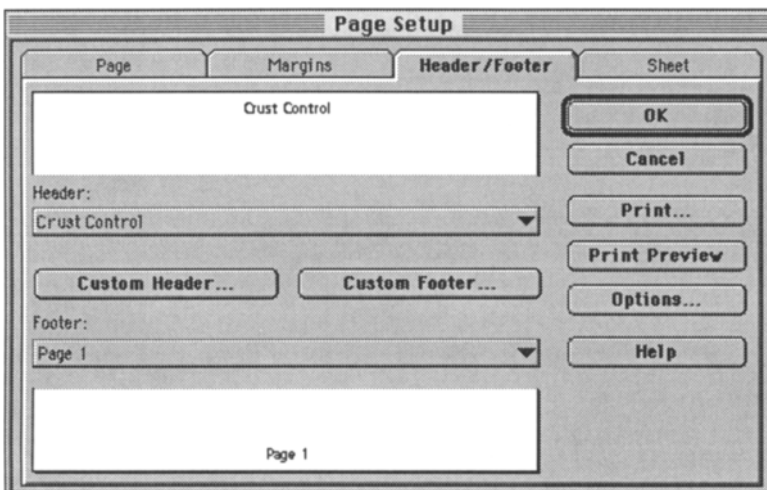 Page Setup
Page Margins Header/Footer Sheet
Crust Control
OK
Cancel
Header:
Crust Control
Print...
Print Preview
Custom Header... Custom Footer...
Options...
Footer:
Page 1
Help
Page 1